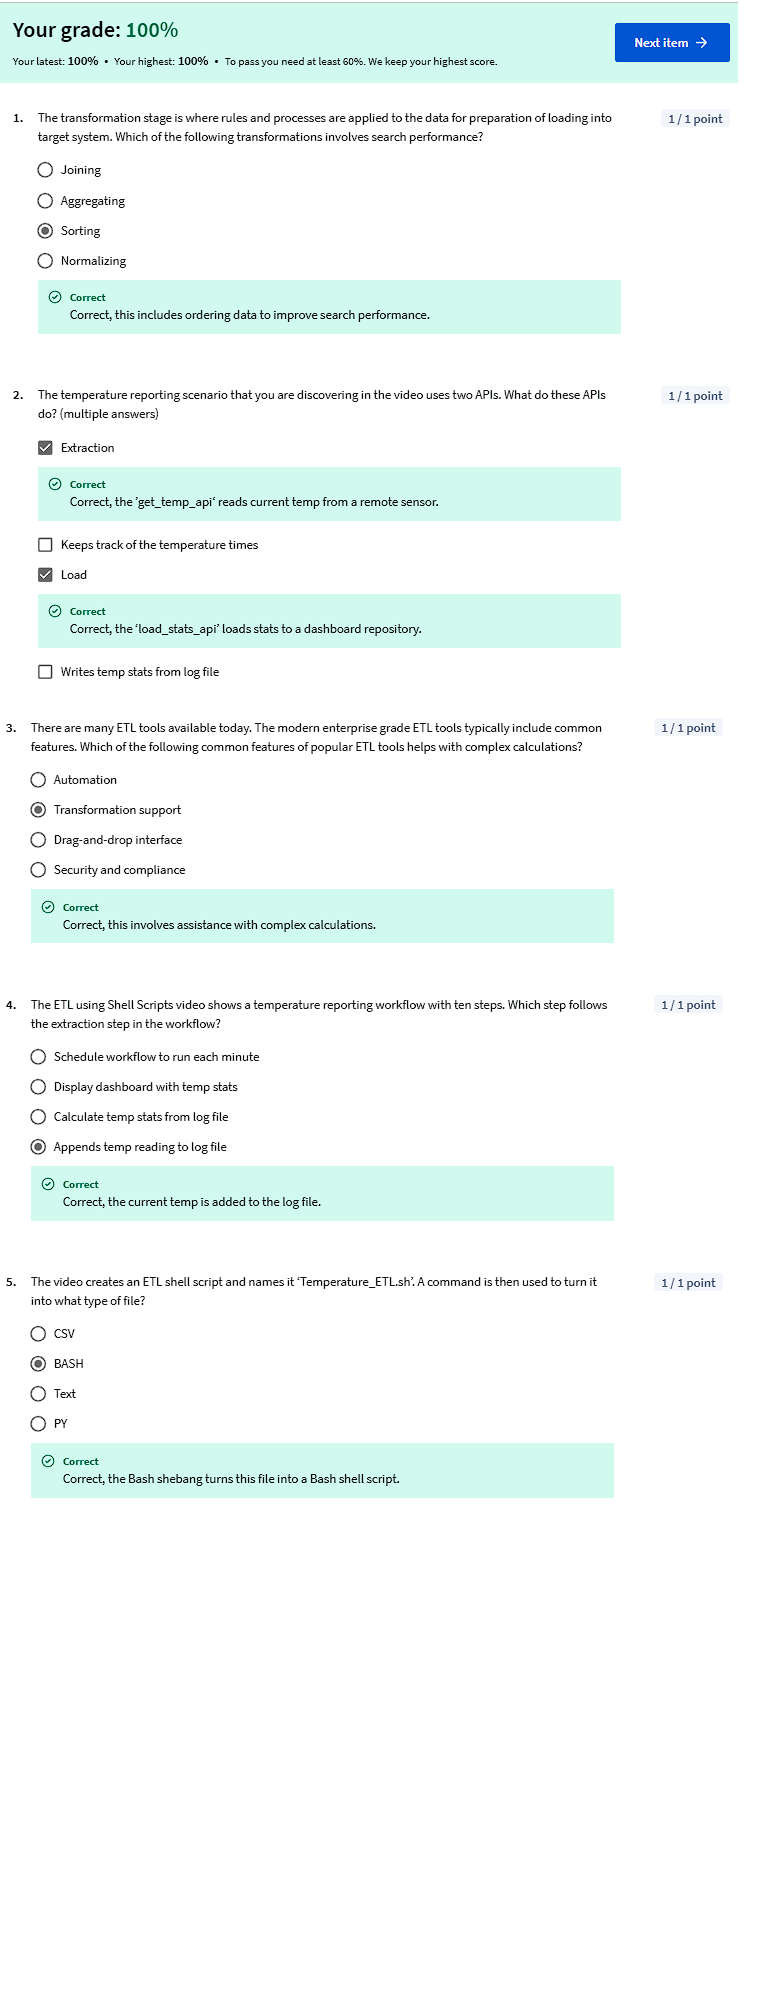 Your grade: 100%
Next item →
Your latest: 100% • Your highest: 100% • To pass you need at least 60%. We keep your highest score.
1. The transformation stage is where rules and processes are applied to the data for preparation of loading into
target system. Which of the following transformations involves search performance?
1 / 1 point
Joining
Aggregating
Sorting
Normalizing
Correct
Correct, this includes ordering data to improve search performance.
2. The temperature reporting scenario that you are discovering in the video uses two APIs. What do these APIs
do? (multiple answers)
1 / 1 point
Extraction
Correct
Correct, the 'get_temp_api‘ reads current temp from a remote sensor.
Keeps track of the temperature times
Load
Correct
Correct, the ‘load_stats_api’ loads stats to a dashboard repository.
Writes temp stats from log file
3. There are many ETL tools available today. The modern enterprise grade ETL tools typically include common
features. Which of the following common features of popular ETL tools helps with complex calculations?
1 / 1 point
Automation
Transformation support
Drag-and-drop interface
Security and compliance
Correct
Correct, this involves assistance with complex calculations.
4. The ETL using Shell Scripts video shows a temperature reporting workflow with ten steps. Which step follows
the extraction step in the workflow?
1 / 1 point
Schedule workflow to run each minute
Display dashboard with temp stats
Calculate temp stats from log file
Appends temp reading to log file
Correct
Correct, the current temp is added to the log file.
5. The video creates an ETL shell script and names it ‘Temperature_ETL.sh’. A command is then used to turn it
into what type of file?
1 / 1 point
CSV
BASH
Text
PY
Correct
Correct, the Bash shebang turns this file into a Bash shell script.